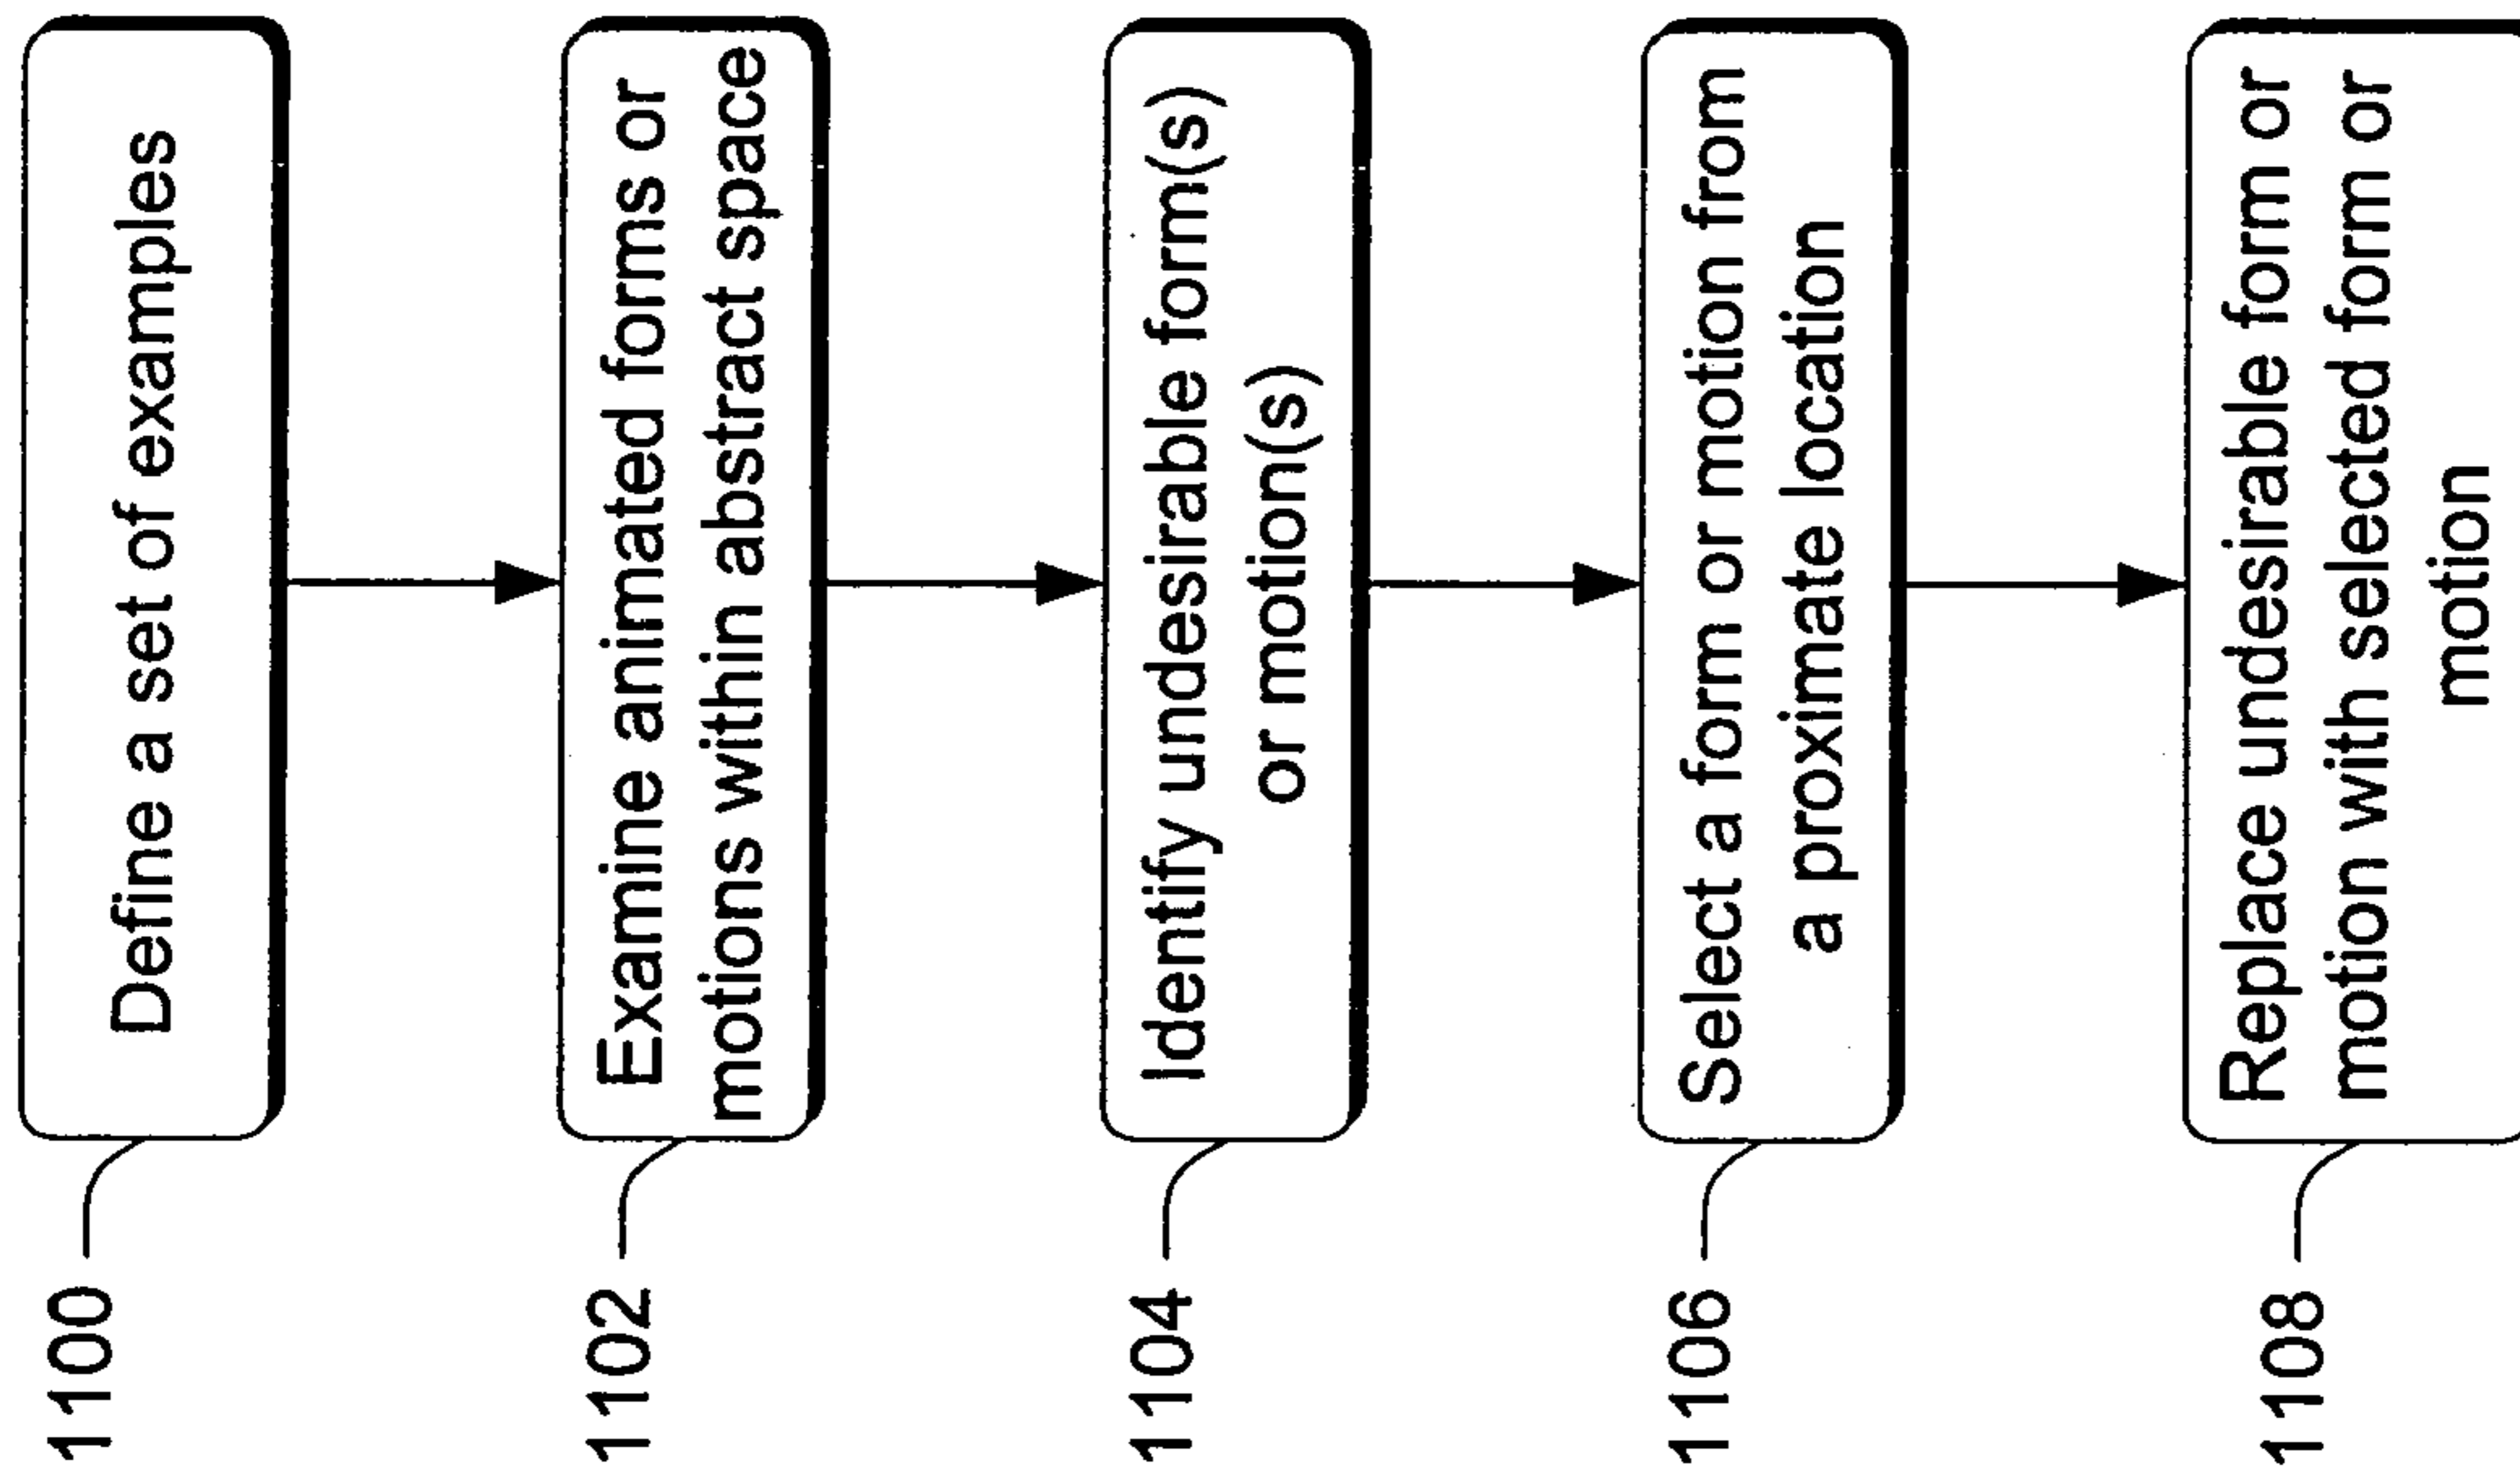 1100
Define a set of examples
1102
Examine animated forms or
motions within abstract space
1104
Identify undesirable form(s)
or motion(s)
1106
Select a form or motion from
a proximate location
1108
Replace undesirable form or
motion with selected form or
motion